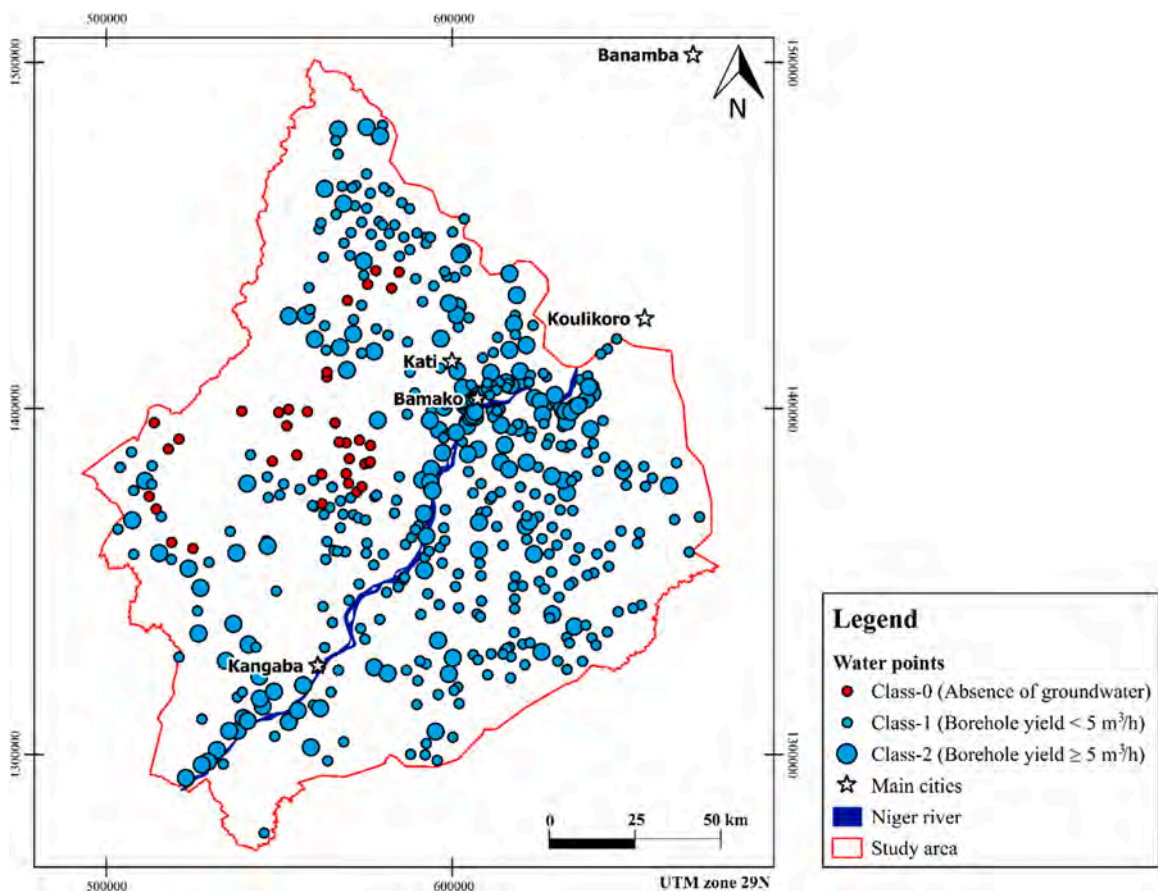 500000 600000
Banamba
1500000 1500000
N
Koulikoro
Kati
Bamako
1400000 1400000
Kangaba
1300000 1300000
0 25 50 km
500000 600000 UTM zone 29N
Legend
Water points
Class-0 (Absence of groundwater)
Class-1 (Borehole yield < 5 m³/h)
Class-2 (Borehole yield ≥ 5 m³/h)
Main cities
Niger river
Study area